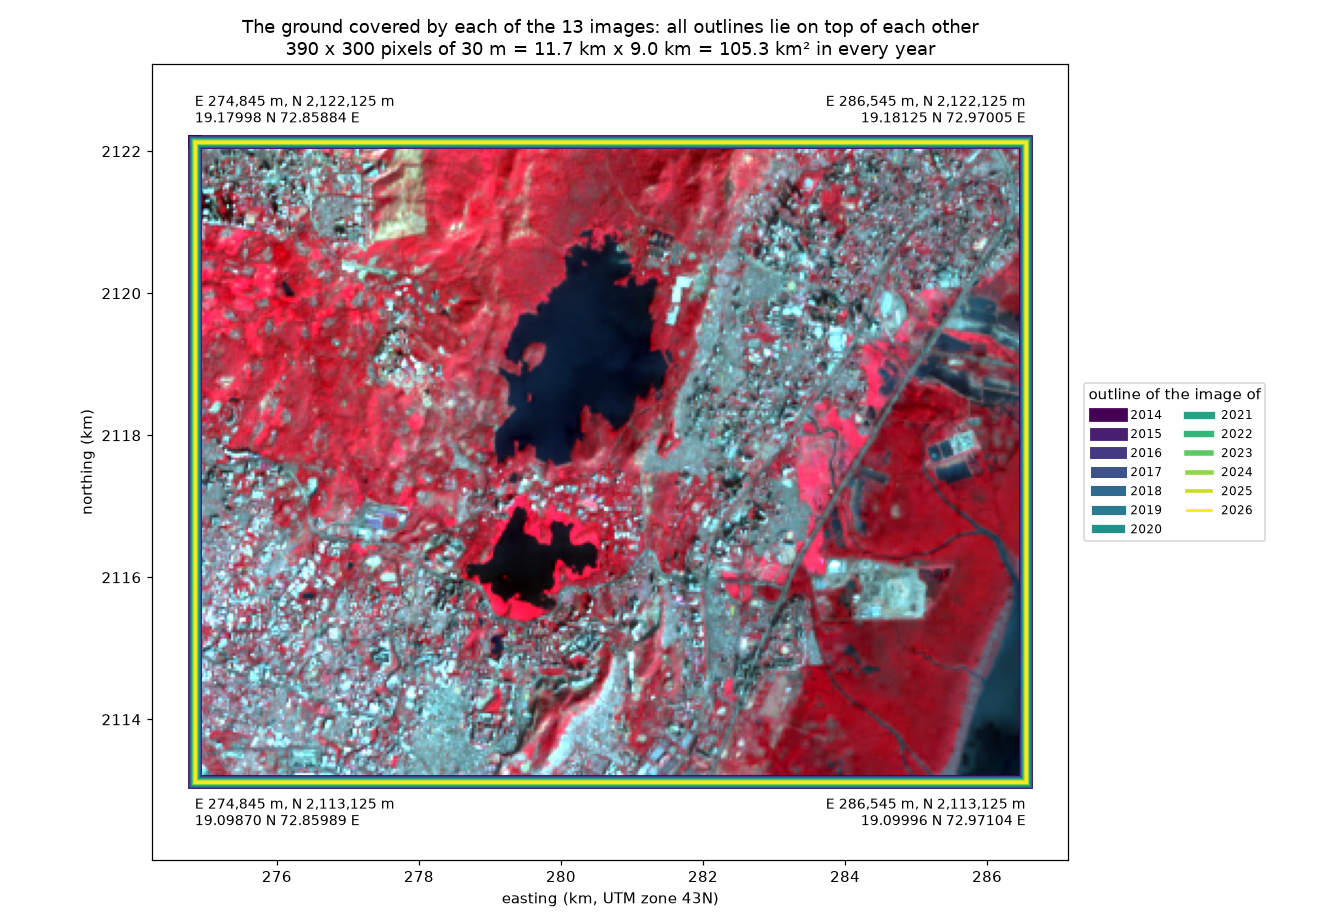 The ground covered by each of the 13 images: all outlines lie on top of each other
390 x 300 pixels of 30 m = 11.7 km x 9.0 km = 105.3 km² in every year
E 274,845 m, N 2,122,125 m
19.17998 N 72.85884 E
E 286,545 m, N 2,122,125 m
19.18125 N 72.97005 E
2122
2120
2118
2116
2114
northing (km)
outline of the image of
2014
2015
2016
2017
2018
2019
2020
2021
2022
2023
2024
2025
2026
E 274,845 m, N 2,113,125 m
19.09870 N 72.85989 E
E 286,545 m, N 2,113,125 m
19.09996 N 72.97104 E
276
278
280
282
284
286
easting (km, UTM zone 43N)